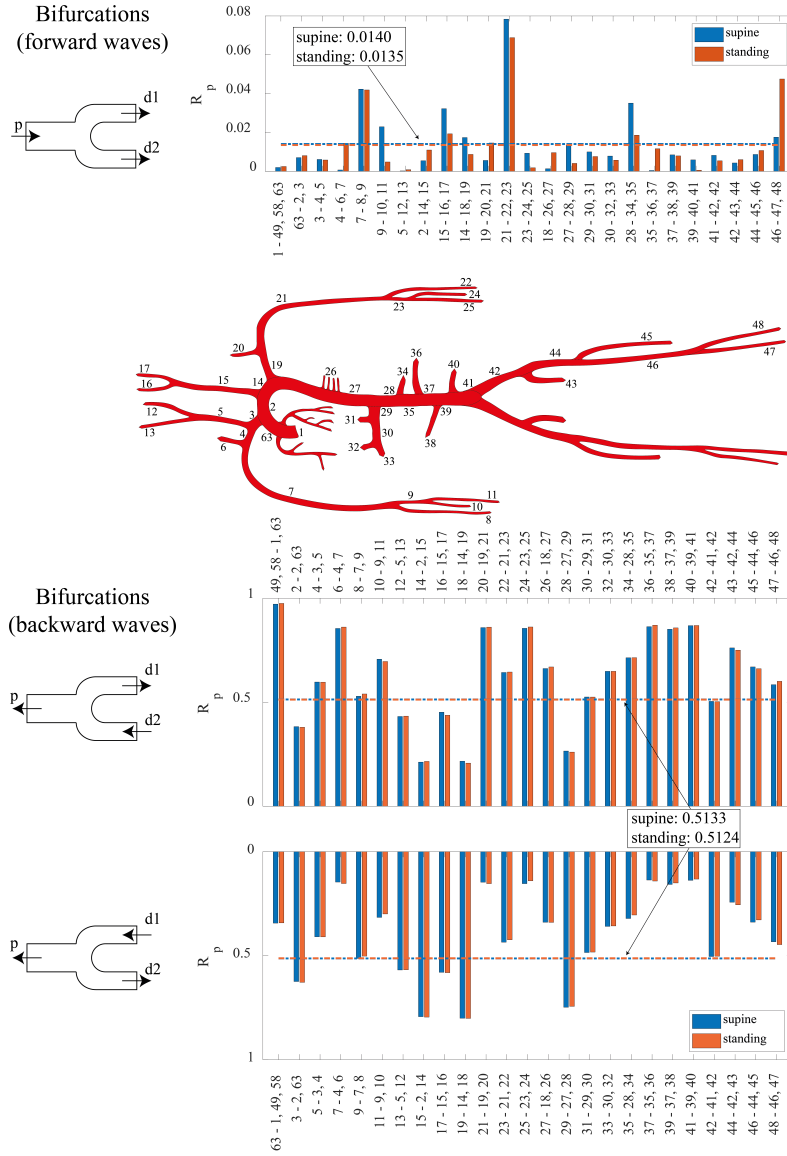 Bifurcations
(forward waves)
p
d1
d2
R
p
0.08
0.06
0.04
0.02
0
supine: 0.0140
standing: 0.0135
supine
standing
1 - 49, 58, 63
63 - 2, 3
3 - 4, 5
4 - 6, 7
7 - 8, 9
9 - 10, 11
5 - 12, 13
2 - 14, 15
15 - 16, 17
14 - 18, 19
19 - 20, 21
21 - 22, 23
23 - 24, 25
18 - 26, 27
27 - 28, 29
29 - 30, 31
30 - 32, 33
28 - 34, 35
35 - 36, 37
37 - 38, 39
39 - 40, 41
41 - 42, 42
42 - 43, 44
44 - 45, 46
46 - 47, 48
22
24
25
23
21
20
19
17
16
15
14
12
13
5
3
2
4
6
63
1
26
27
34
28
36
37
35
40
41
42
39
38
29
31
30
32
33
44
45
43
46
48
47
7
9
11
10
8
49, 58 - 1, 63
2 - 2, 63
4 - 3, 5
6 - 4, 7
8 - 7, 9
10 - 9, 11
12 - 5, 13
14 - 2, 15
16 - 15, 17
18 - 14, 19
20 - 19, 21
22 - 21, 23
24 - 23, 25
26 - 18, 27
28 - 27, 29
30 - 29, 31
32 - 30, 33
34 - 28, 35
36 - 35, 37
38 - 37, 39
40 - 39, 41
42 - 41, 42
43 - 42, 44
45 - 44, 46
47 - 46, 48
Bifurcations
(backward waves)
p
d1
d2
R
p
1
0.5
0
supine: 0.5133
standing: 0.5124
p
d1
d2
R
p
0
0.5
1
supine
standing
63 - 1, 49, 58
3 - 2, 63
5 - 3, 4
7 - 4, 6
9 - 7, 8
11 - 9, 10
13 - 5, 12
15 - 2, 14
17 - 15, 16
19 - 14, 18
21 - 19, 20
23 - 21, 22
25 - 23, 24
27 - 18, 26
29 - 27, 28
31 - 29, 30
33 - 30, 32
35 - 28, 34
37 - 35, 36
39 - 37, 38
41 - 39, 40
42 - 41, 42
44 - 42, 43
46 - 44, 45
48 - 46, 47